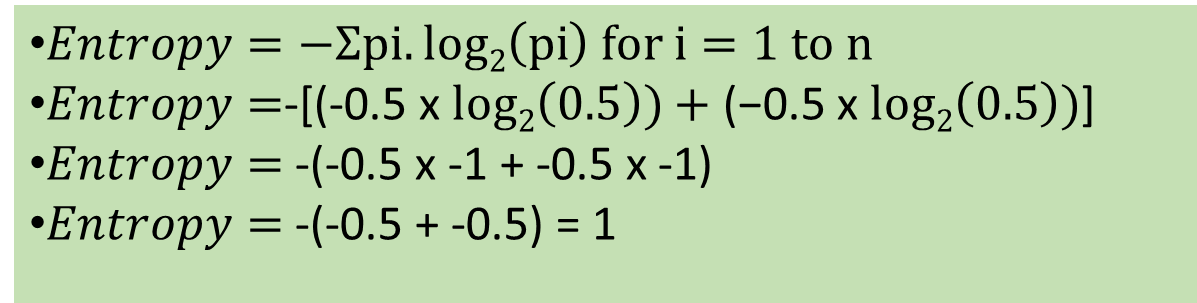 •Entropy = −Σpi. log₂(pi) for i = 1 to n
•Entropy =-[(-0.5 x log₂(0.5)) + (−0.5 x log₂(0.5))]
•Entropy = -(-0.5 x -1 + -0.5 x -1)
•Entropy = -(-0.5 + -0.5) = 1